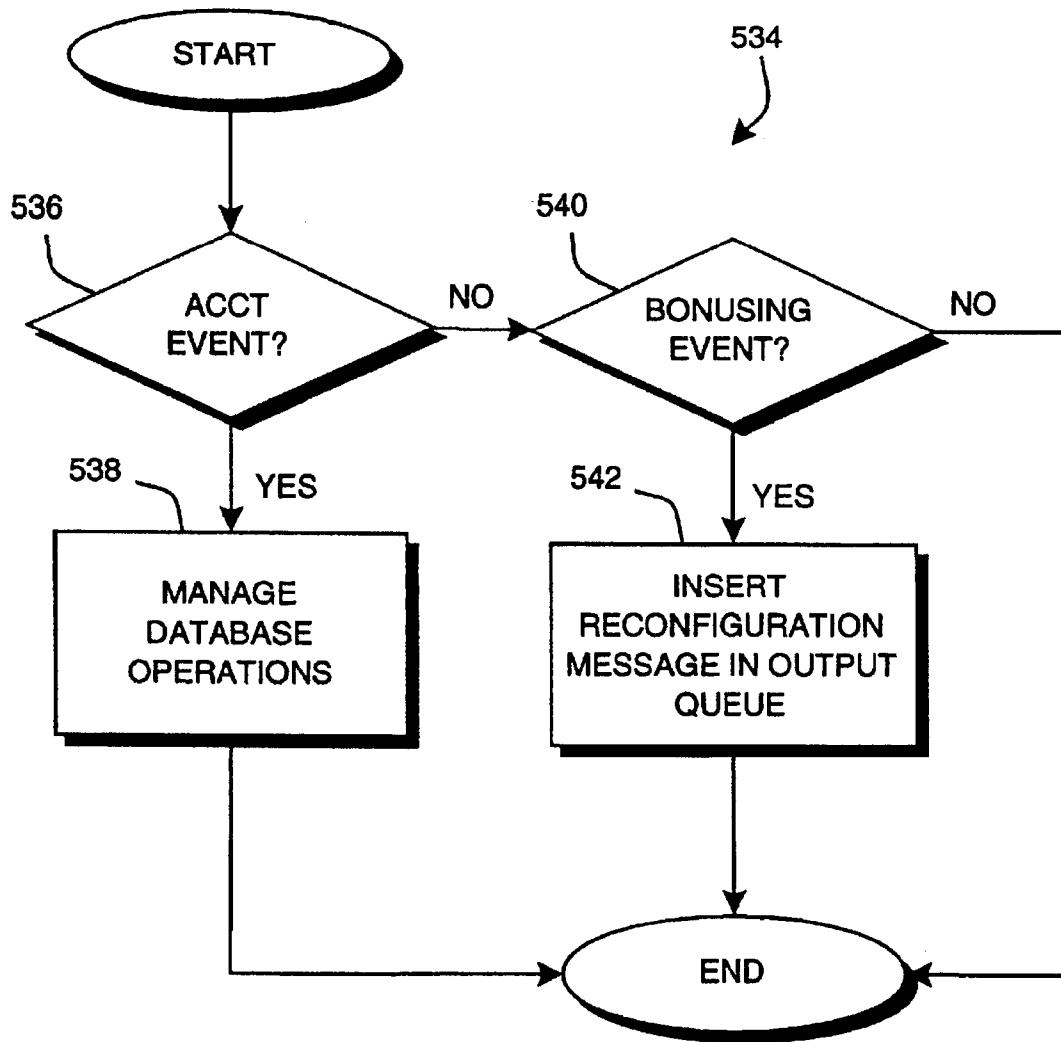 START
534
536
ACCT
EVENT?
NO
540
BONUSING
EVENT?
NO
538
YES
MANAGE
DATABASE
OPERATIONS
542
YES
INSERT
RECONFIGURATION
MESSAGE IN OUTPUT
QUEUE
END